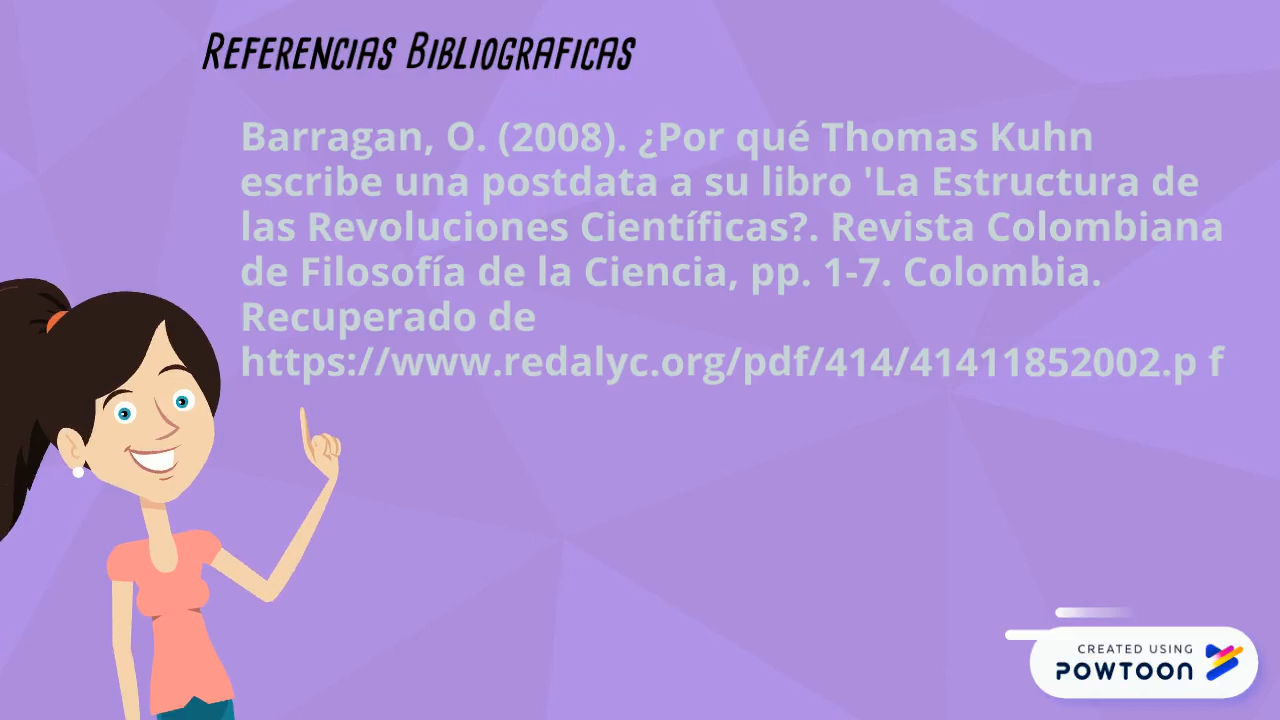 REFERENCIAS BIBLIOGRAFICAS
Barragan, O. (2008). ¿Por qué Thomas Kuhn
escribe una postdata a su libro 'La Estructura de
las Revoluciones Científicas?. Revista Colombiana
de Filosofía de la Ciencia, pp. 1-7. Colombia.
Recuperado de
https://www.redalyc.org/pdf/414/41411852002.p f
CREATED USING
POWTOON